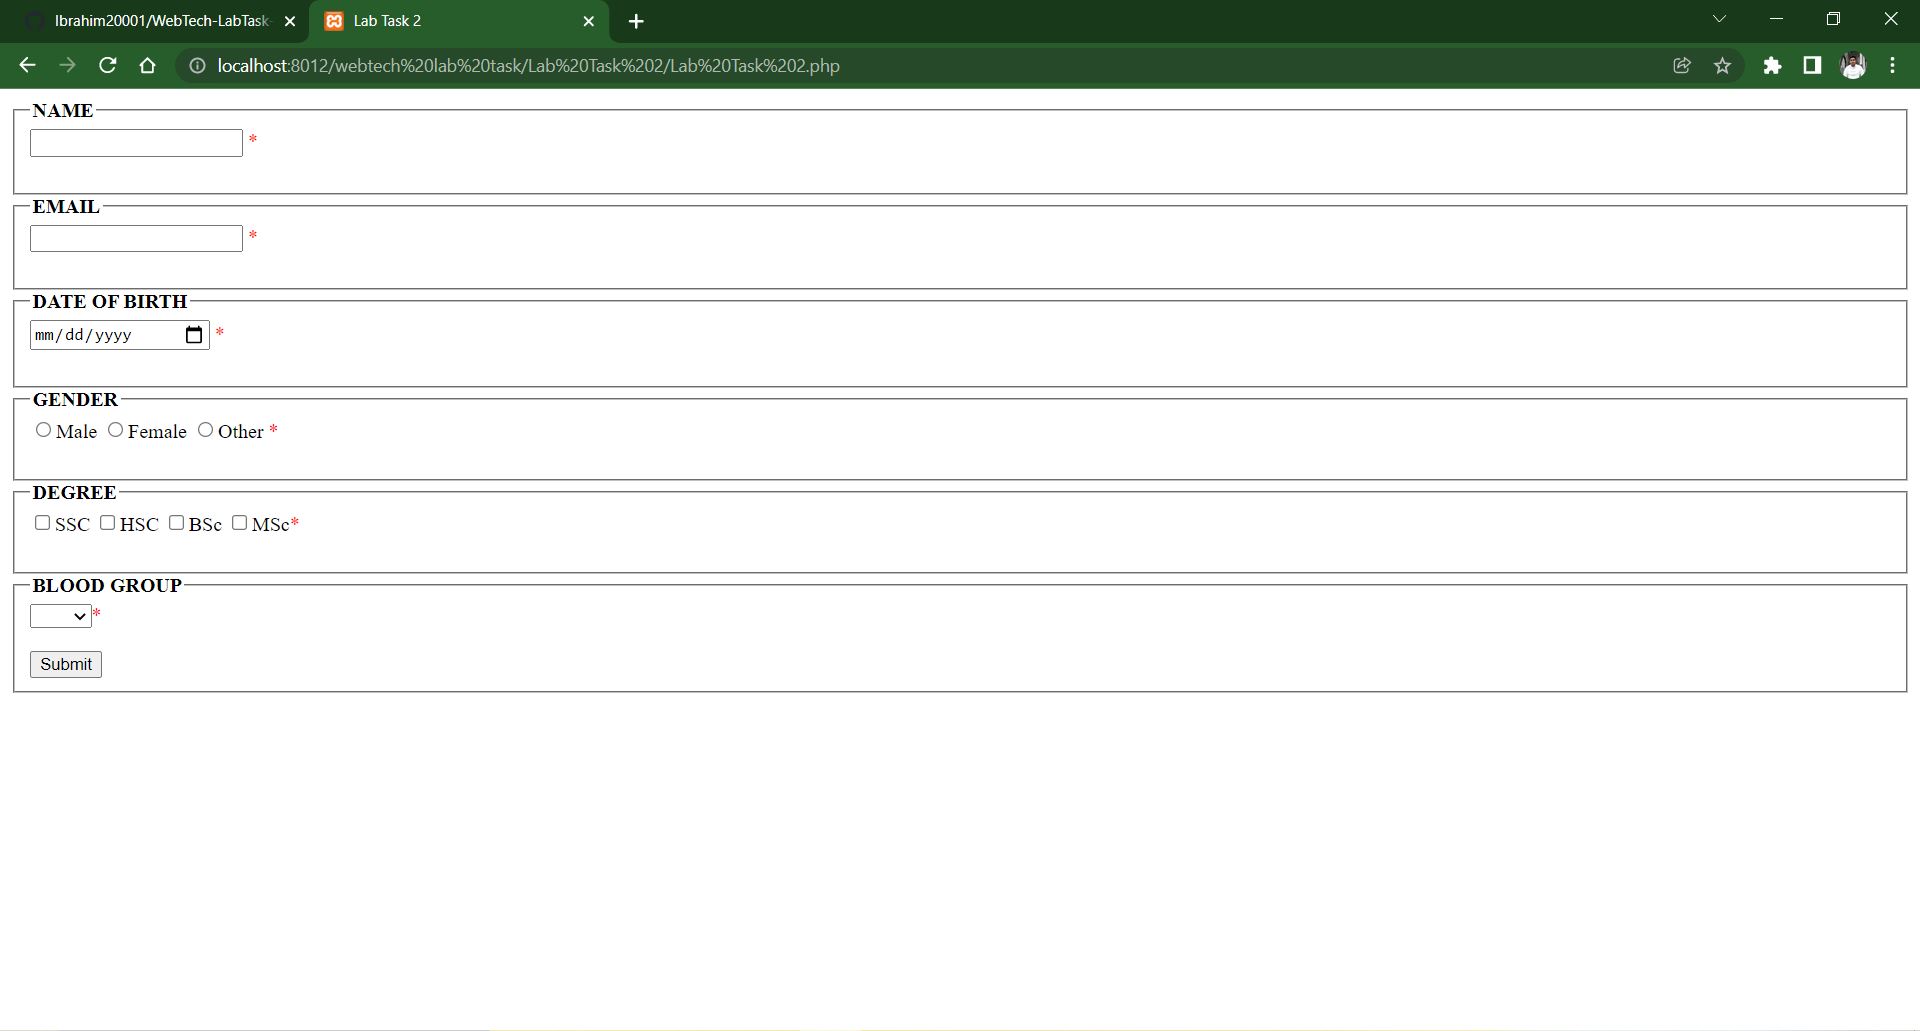 Ibrahim20001/WebTech-LabTask-
Lab Task 2
localhost:8012/webtech%20lab%20task/Lab%20Task%202/Lab%20Task%202.php
NAME
*
EMAIL
*
DATE OF BIRTH
mm/dd/yyyy *
GENDER
Male Female Other *
DEGREE
SSC HSC BSc MSc*
BLOOD GROUP
*
Submit